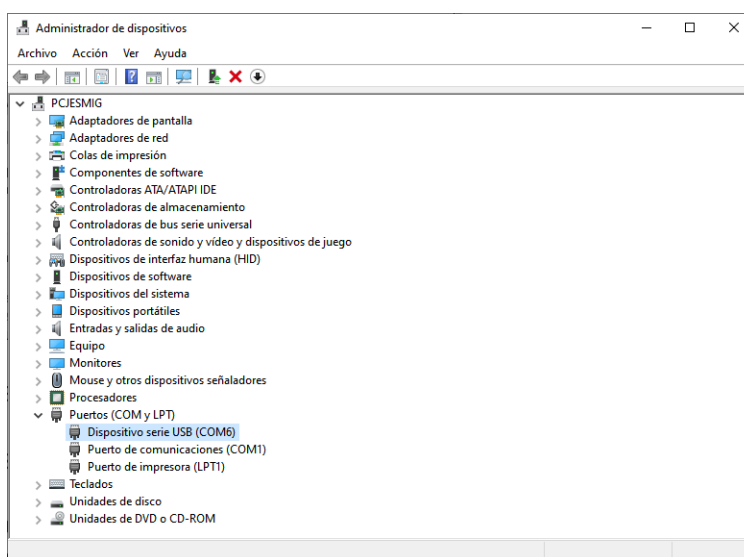 Administrador de dispositivos
Archivo Acción Ver Ayuda
PCJESMIG
Adaptadores de pantalla
Adaptadores de red
Colas de impresión
Componentes de software
Controladoras ATA/ATAPI IDE
Controladoras de almacenamiento
Controladoras de bus serie universal
Controladoras de sonido y vídeo y dispositivos de juego
Dispositivos de interfaz humana (HID)
Dispositivos de software
Dispositivos del sistema
Dispositivos portátiles
Entradas y salidas de audio
Equipo
Monitores
Mouse y otros dispositivos señaladores
Procesadores
Puertos (COM y LPT)
Dispositivo serie USB (COM6)
Puerto de comunicaciones (COM1)
Puerto de impresora (LPT1)
Teclados
Unidades de disco
Unidades de DVD o CD-ROM